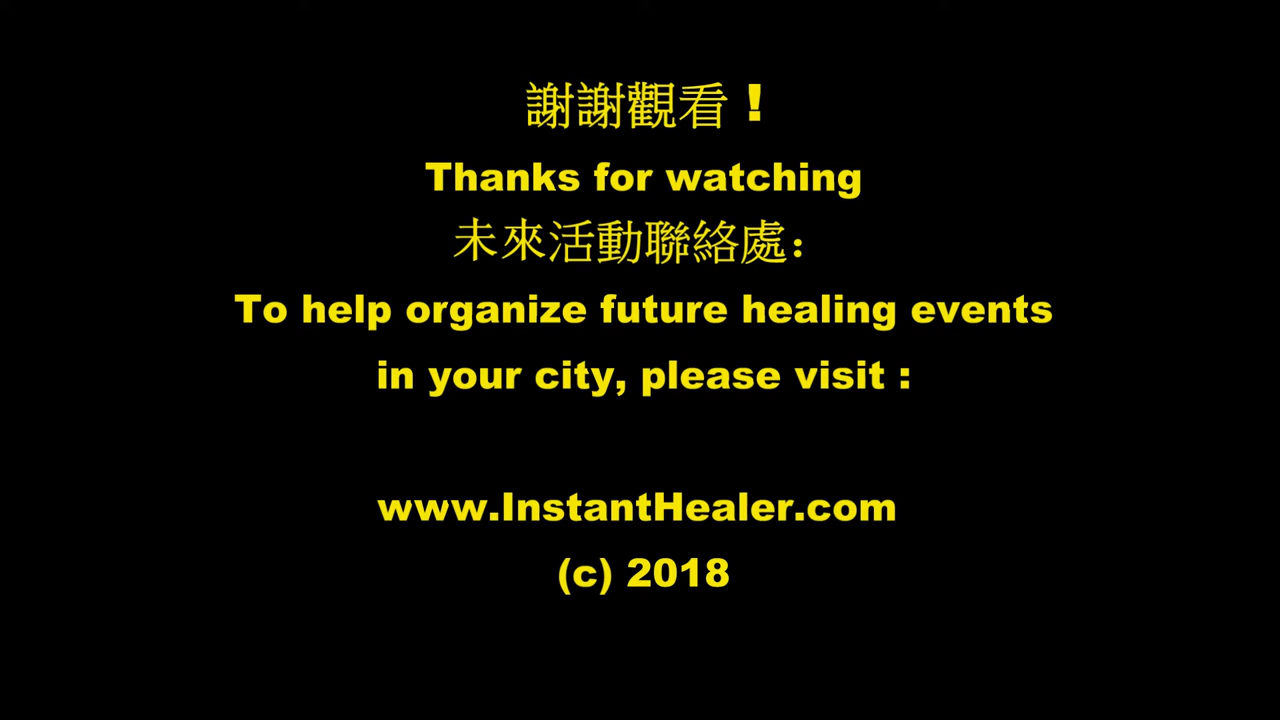 謝謝觀看！
Thanks for watching
未來活動聯絡處：
To help organize future healing events
in your city, please visit :
www.InstantHealer.com
(c) 2018